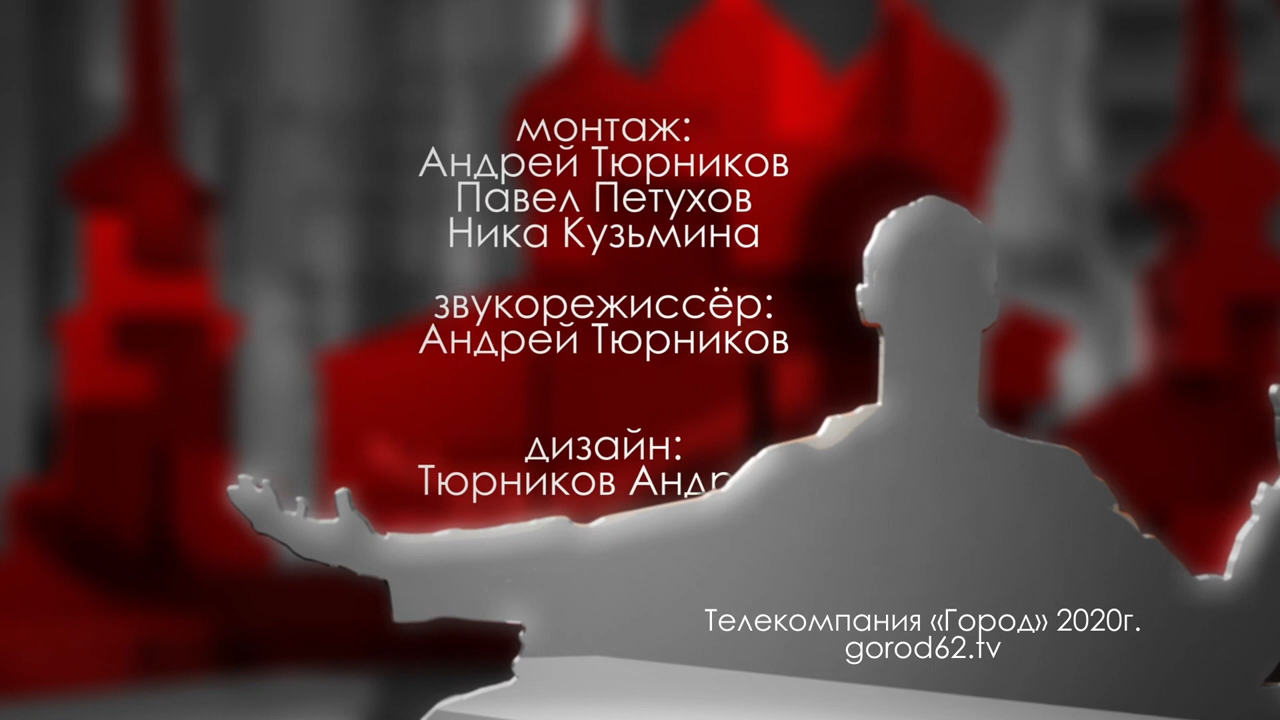 монтаж:
Андрей Тюрников
Павел Петухов
Ника Кузьмина
звукорежиссёр:
Андрей Тюрников
дизайн:
Тюрников
Телекомпания «Город» 2020г.
gorod62.tv